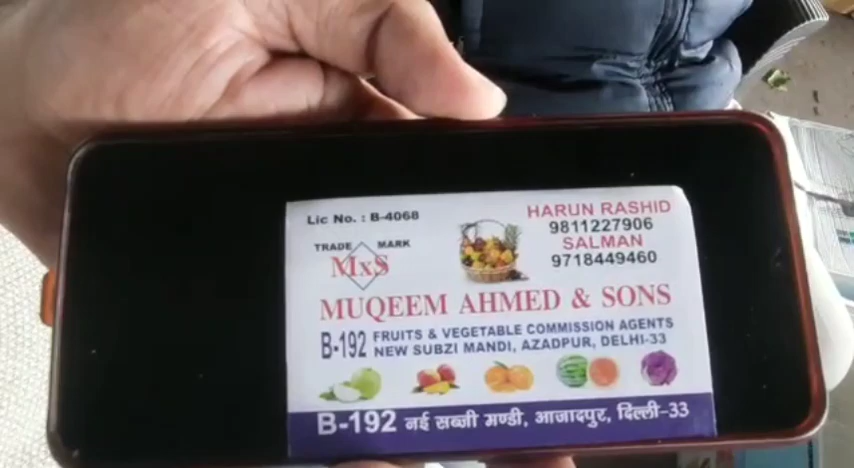 Lic No. : B-4068
HARUN RASHID
9811227906
SALMAN
9718449460
TRADE MARK
MxS
MUQEEM AHMED & SONS
B-192 FRUITS & VEGETABLE COMMISSION AGENTS
NEW SUBZI MANDI, AZADPUR, DELHI-33
B-192 नई सब्जी मण्डी, आजादपुर, दिल्ली-33